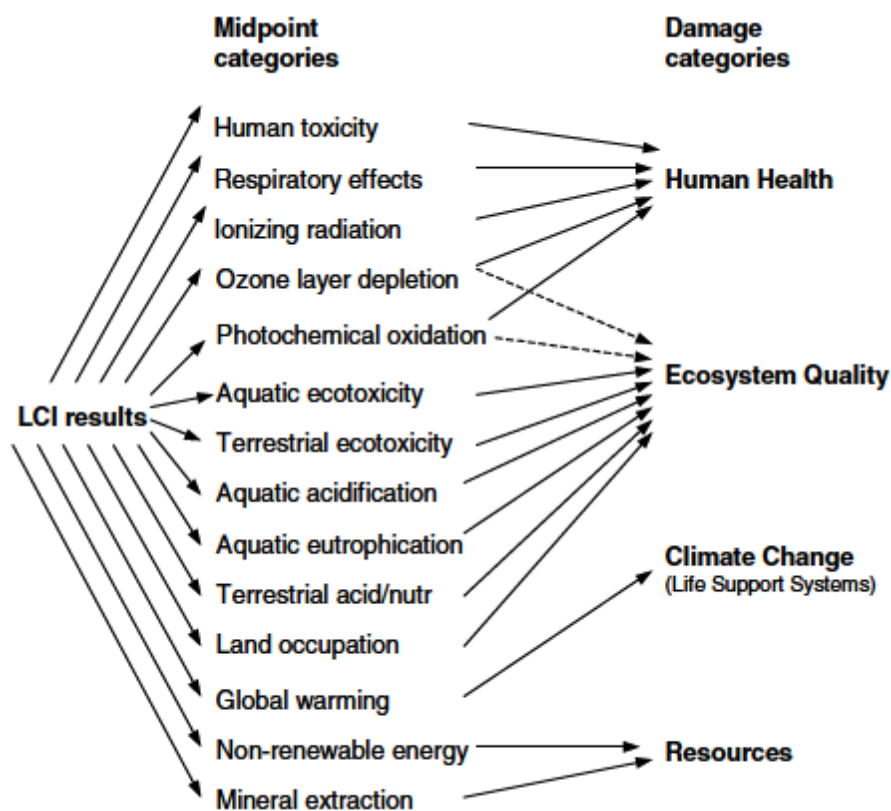 Midpoint
categories
Damage
categories
Human toxicity
Respiratory effects
Human Health
Ionizing radiation
Ozone layer depletion
Photochemical oxidation
Ecosystem Quality
Aquatic ecotoxicity
LCI results
Terrestrial ecotoxicity
Aquatic acidification
Aquatic eutrophication
Climate Change
(Life Support Systems)
Terrestrial acid/nutr
Land occupation
Global warming
Non-renewable energy
Resources
Mineral extraction